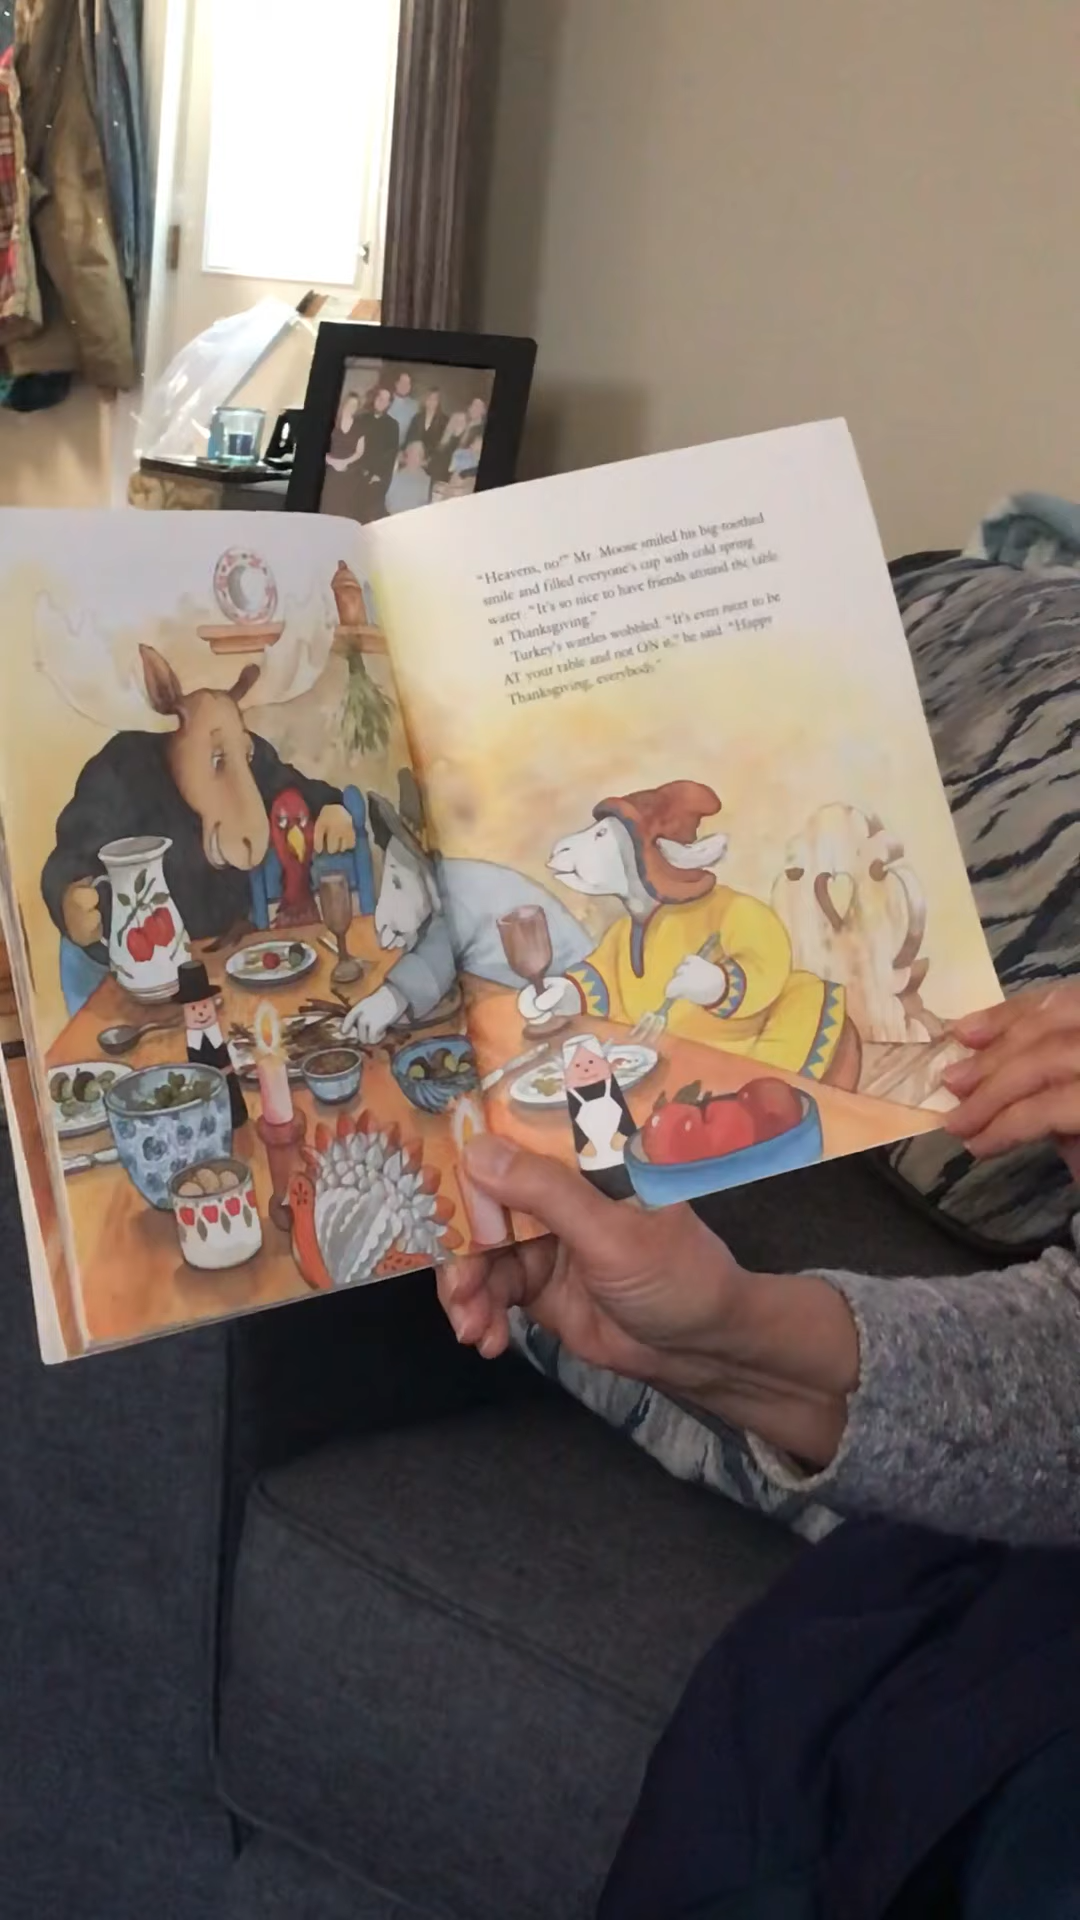 "Heavens, no!" Mr. Moose smiled his big-toothed
smile and filled everyone's cup with cold spring
water. "It's so nice to have friends around the table
at Thanksgiving."
Turkey's wattles wobbled. "It's even nicer to be
AT your table and not ON it," he said. "Happy
Thanksgiving, everybody."